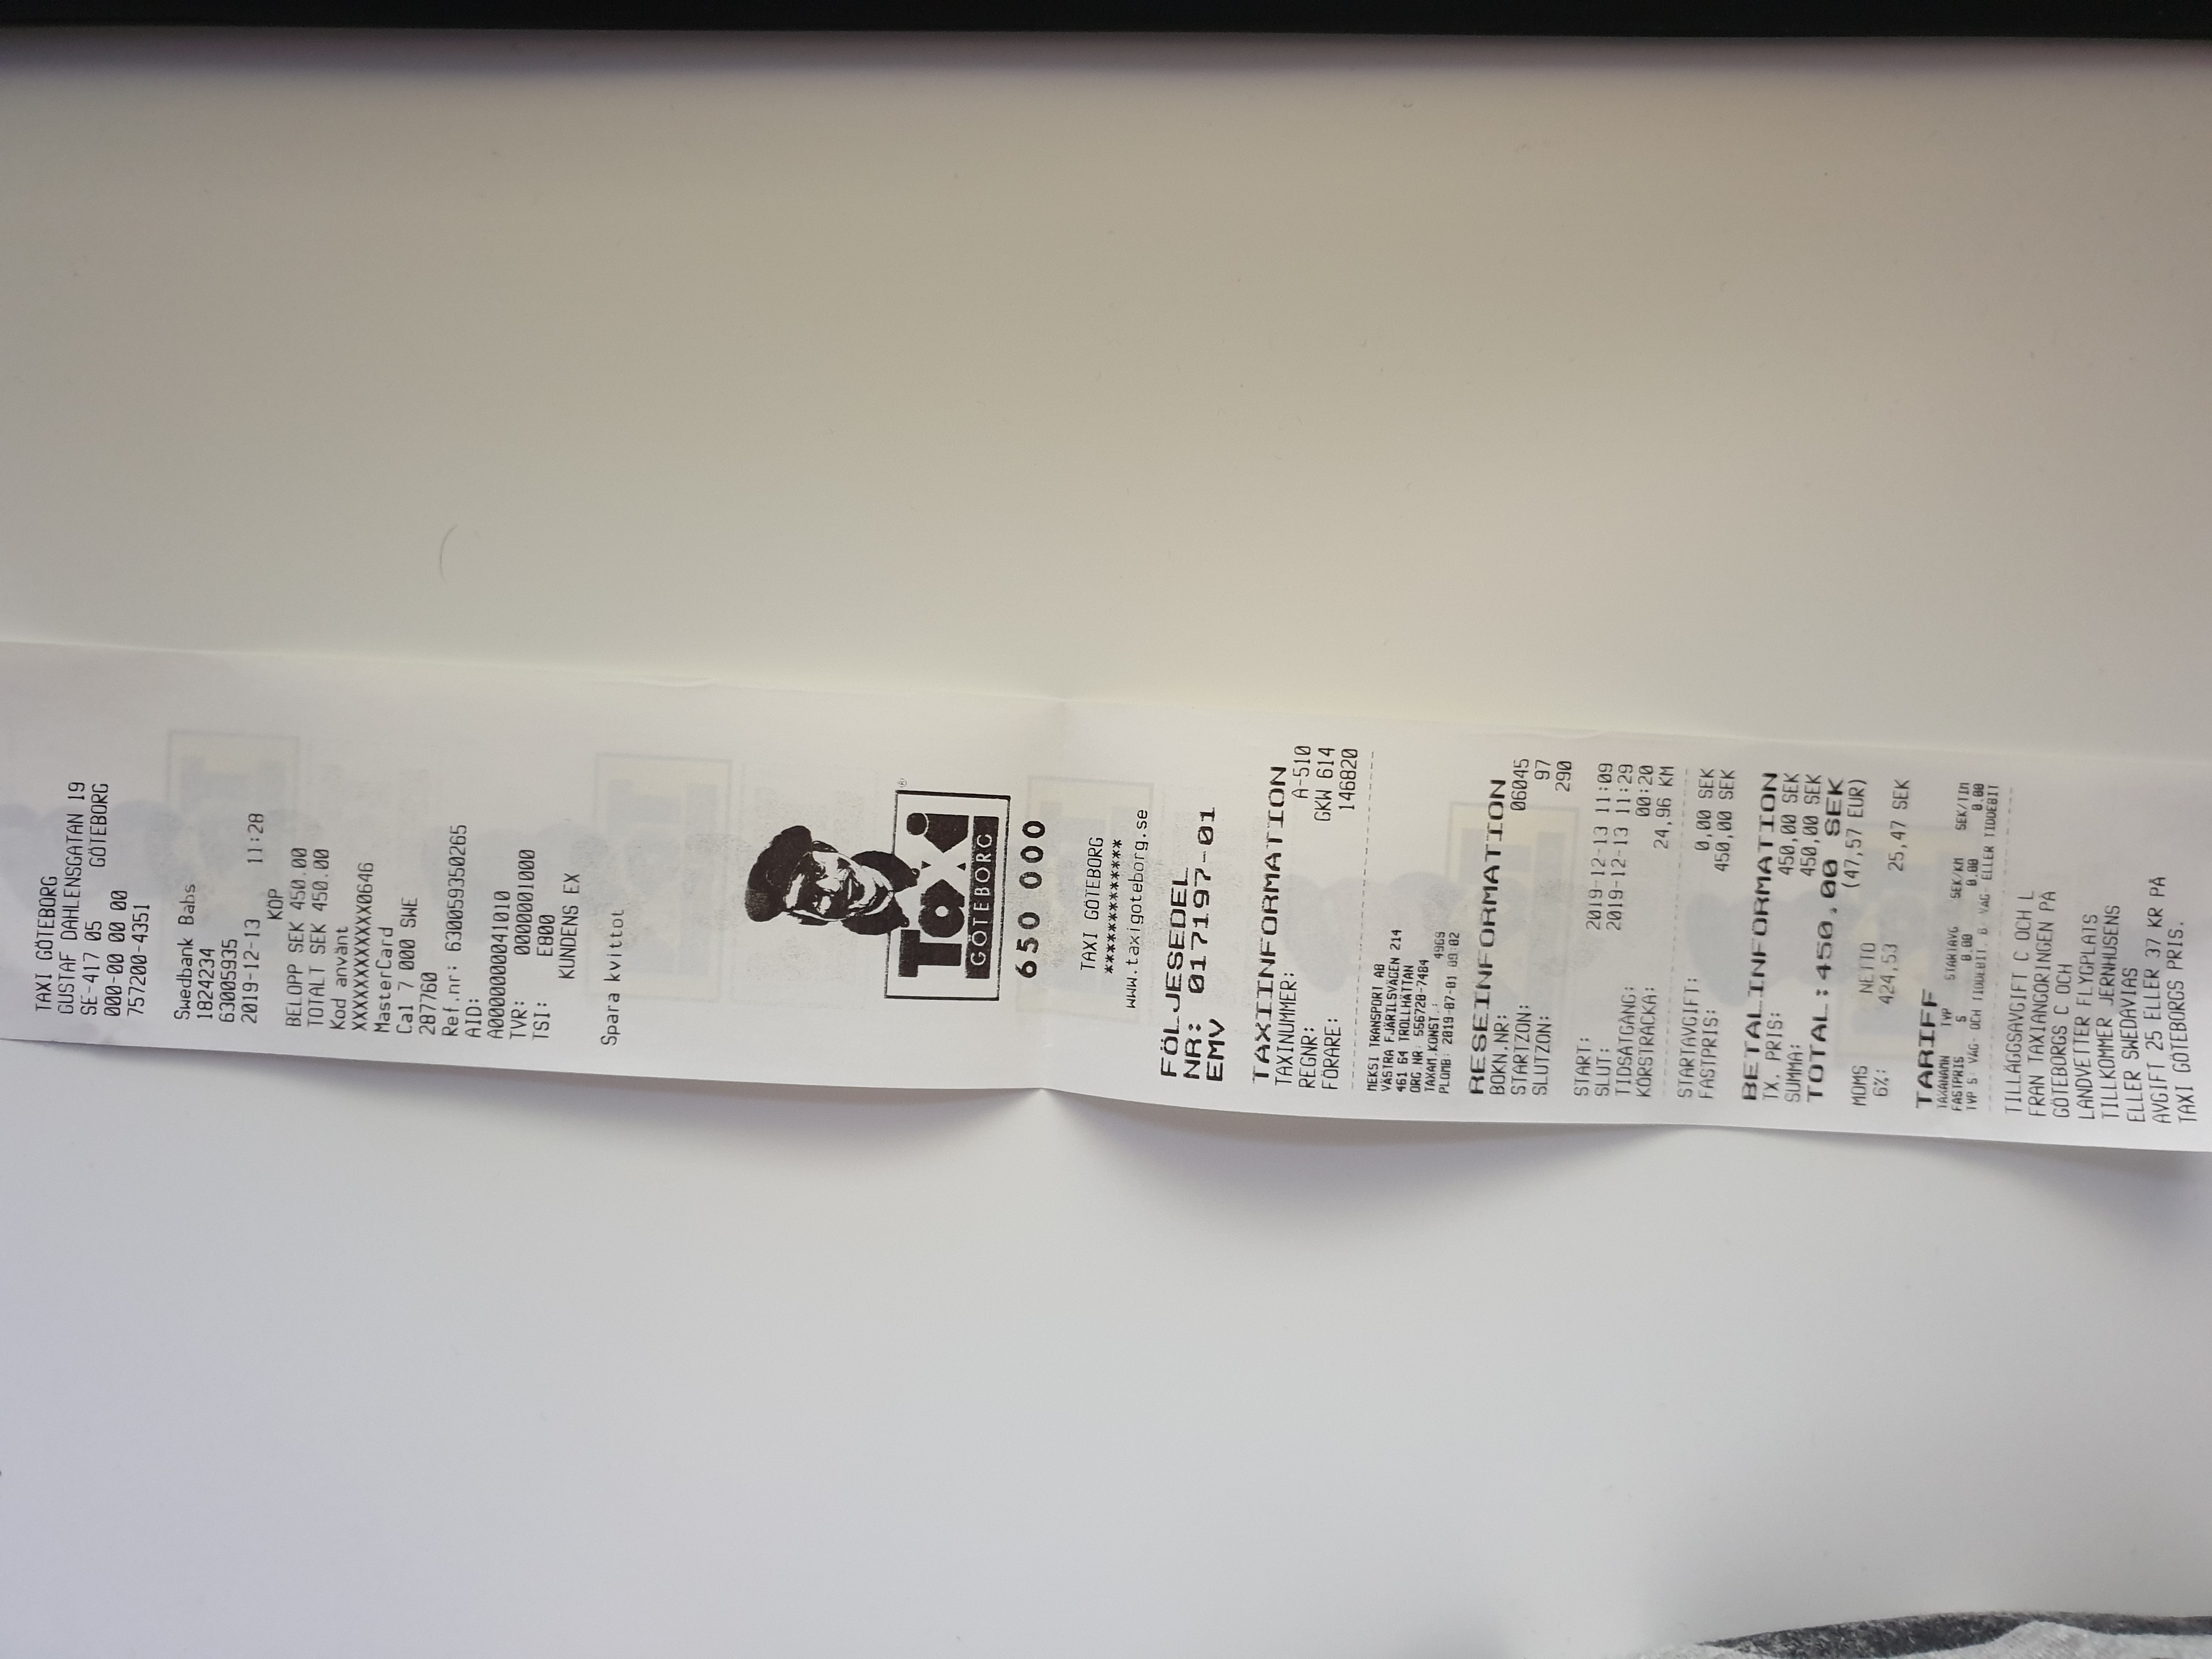 TAXI GÖTEBORG
GUSTAF DAHLENSGATAN 19
SE-417 05 GÖTEBORG
000-00 00 00
757200-4351
Swedbank Babs
1824234
63005935
2019-12-13 11:28
KÖP
BELOPP SEK 450.00
TOTALT SEK 450.00
Kod använt
XXXXXXXXXXXX0646
MasterCard
Ca1 7 000 SWE
287760
Ref.nr: 630059350265
AID:
A0000000041010
TVR: 0000001000
TSI: E800
KUNDENS EX
Spara kvittot
Taxi ®
GÖTEBORG
650 000
TAXI GÖTEBORG
*************
www.taxigoteborg.se
FÖLJESEDEL
NR: 017197-01
EMV
TAXIINFORMATION
TAXINUMMER: A-510
REGNR: GKW 614
FÖRARE: 146820
MEKSI TRANSPORT AB
VÄSTRA FJÄRILSVÄGEN 214
461 64 TROLLHÄTTAN
ORG.NR: 556728-7484
TAXAM.KONST.: 4969
PLOMB: 2019-07-01 09:02
RESEINFORMATION
BOKN.NR: 06045
STARTZON: 97
SLUTZON: 290
START: 2019-12-13 11:09
SLUT: 2019-12-13 11:29
TIDSÅTGÅNG: 00:20
KÖRSTRÄCKA: 24,96 KM
STARTAVGIFT: 0,00 SEK
FASTPRIS: 450,00 SEK
BETALINFORMATION
TX. PRIS: 450,00 SEK
SUMMA: 450,00 SEK
TOTAL:450,00 SEK
(47,57 EUR)
MOMS NETTO
6%: 424,53 25,47 SEK
TARIFF
TAXANAMN TYP STARTAVG SEK/KM SEK/TIM
FASTPRIS S 0.00 0.00 0.00
TYP S: VÄG- OCH TIDDEBIT. B: VÄG- ELLER TIDDEBIT
TILLÄGGSAVGIFT C OCH L
FRÅN TAXIANGÖRINGEN PÅ
GÖTEBORGS C OCH
LANDVETTER FLYGPLATS
TILLKOMMER JERNHUSENS
ELLER SWEDAVIAS
AVGIFT 25 ELLER 37 KR PÅ
TAXI GÖTEBORGS PRIS.